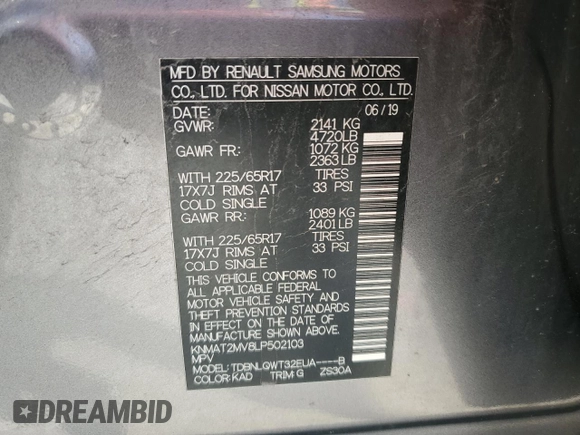 MFD BY RENAULT SAMSUNG MOTORS
CO., LTD. FOR NISSAN MOTOR CO., LTD.
DATE: 06/19
GVWR: 2141 KG
4720LB
GAWR FR: 1072 KG
2363LB
WITH 225/65R17 TIRES
17X7J RIMS AT 33 PSI
COLD SINGLE
GAWR RR: 1089 KG
2401LB
WITH 225/65R17 TIRES
17X7J RIMS AT 33 PSI
COLD SINGLE
THIS VEHICLE CONFORMS TO
ALL APPLICABLE FEDERAL
MOTOR VEHICLE SAFETY AND
THEFT PREVENTION STANDARDS
IN EFFECT ON THE DATE OF
MANUFACTURE SHOWN ABOVE.
KNMAT2MV8LP502103
MPV
MODEL: TDBNLQWT32EUA----B
COLOR: KAD TRIM: G ZS30A
AUTOBIDCAR